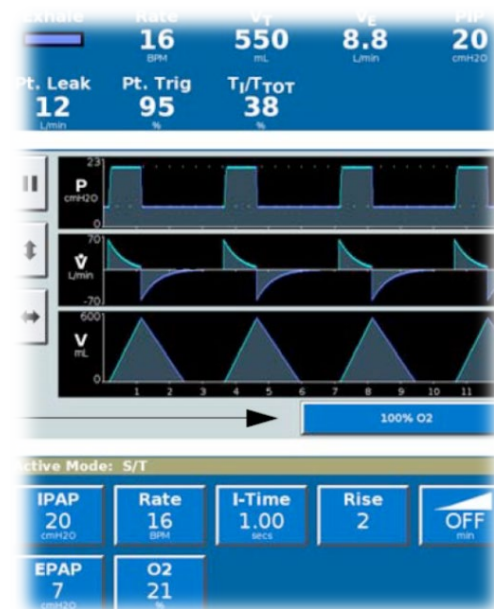 Exhale Rate VT VE PIP
16 550 8.8 20
BPM mL L/min cmH2O
Pt. Leak Pt. Trig TI/TTOT
12 95 38
L/min % %
23
P
cmH2O
0
70
V̇
L/min
-70
600
V
mL
0
1 2 3 4 5 6 7 8 9 10 11
100% O2
Active Mode: S/T
IPAP Rate I-Time Rise OFF
20 16 1.00 2 min
cmH2O BPM secs
EPAP O2
7 21
cmH2O %